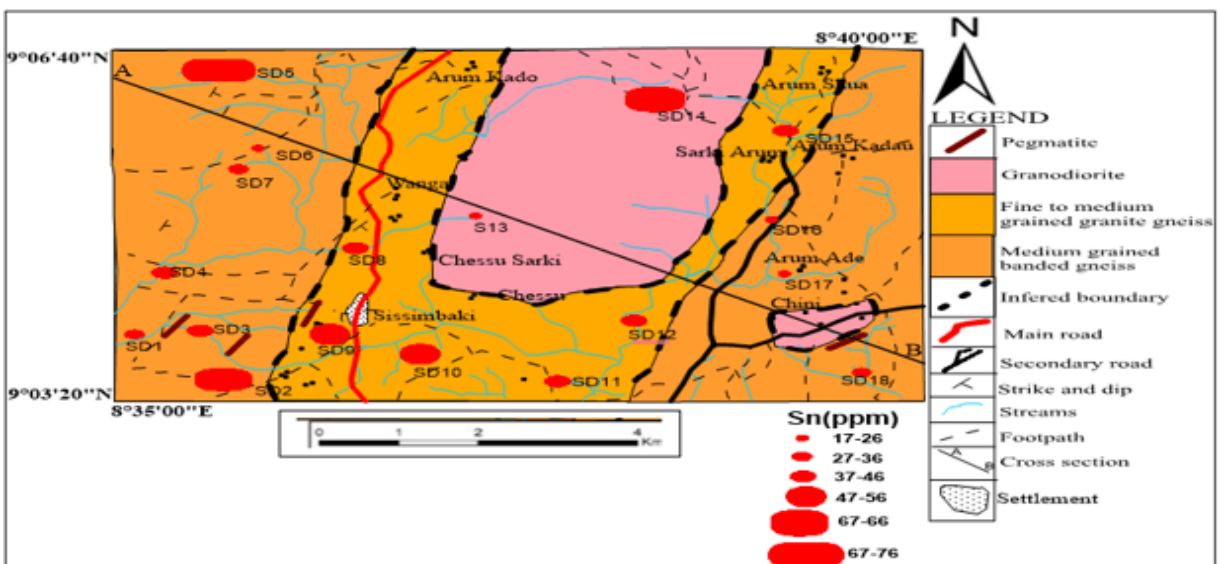 N
9°06'40"N
8°40'00"E
A
SD5
Arum Kado
Arum Shua
SD14
SD15
LEGEND
SD6
Sarki Arum
Arum Kadau
Pegmatite
SD7
Wanga
Granodiorite
S13
SD16
Fine to medium
grained granite gneiss
SD8
Chessu Sarki
Arum Ade
Medium grained
banded gneiss
SD4
SD17
Chessu
Chini
Infered boundary
Sissimbaki
SD1
SD3
SD12
Main road
SD9
B
SD10
Secondary road
SD2
SD11
SD18
9°03'20"N
Strike and dip
8°35'00"E
Streams
Sn(ppm)
0 1 2 4
Km
17-26
Footpath
27-36
A
B
Cross section
37-46
47-56
Settlement
67-66
67-76